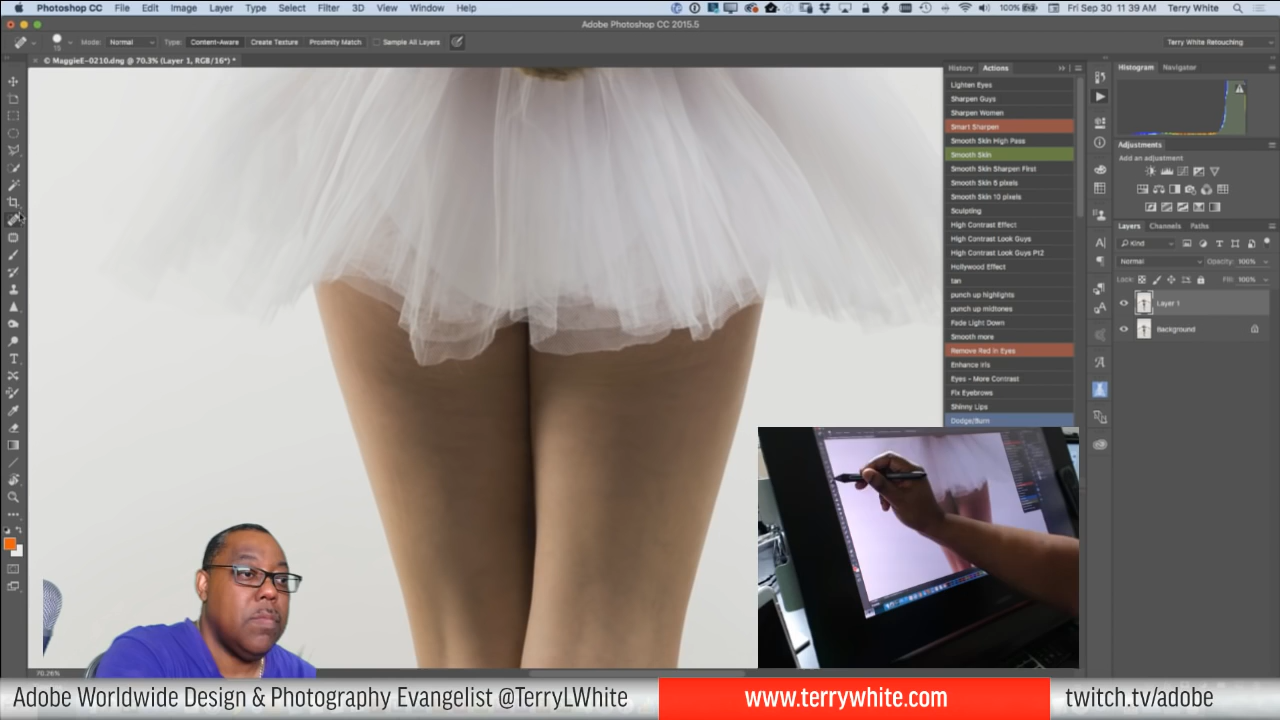 Photoshop CC File Edit Image Layer Type Select Filter 3D View Window Help 100% Fri Sep 30 11:39 AM Terry White
Adobe Photoshop CC 2015.5
15 Mode: Normal Type: Content-Aware Create Texture Proximity Match Sample All Layers Terry White Retouching
© MaggieE-0210.dng @ 70.3% (Layer 1, RGB/16*) *
History Actions
Lighten Eyes
Sharpen Guys
Sharpen Women
Smart Sharpen
Smooth Skin High Pass
Smooth Skin
Smooth Skin Sharpen First
Smooth Skin 5 pixels
Smooth Skin 10 pixels
Sculpting
High Contrast Effect
High Contrast Look Guys
High Contrast Look Guys Pt2
Hollywood Effect
tan
punch up highlights
punch up midtones
Fade Light Down
Smooth more
Remove Red in Eyes
Enhance Iris
Eyes - More Contrast
Fix Eyebrows
Shinny Lips
Dodge/Burn
Histogram Navigator
Adjustments
Add an adjustment
Layers Channels Paths
Kind
Normal Opacity: 100%
Lock: Fill: 100%
Layer 1
Background
70.26%
Adobe Worldwide Design & Photography Evangelist @TerryLWhite
www.terrywhite.com
twitch.tv/adobe